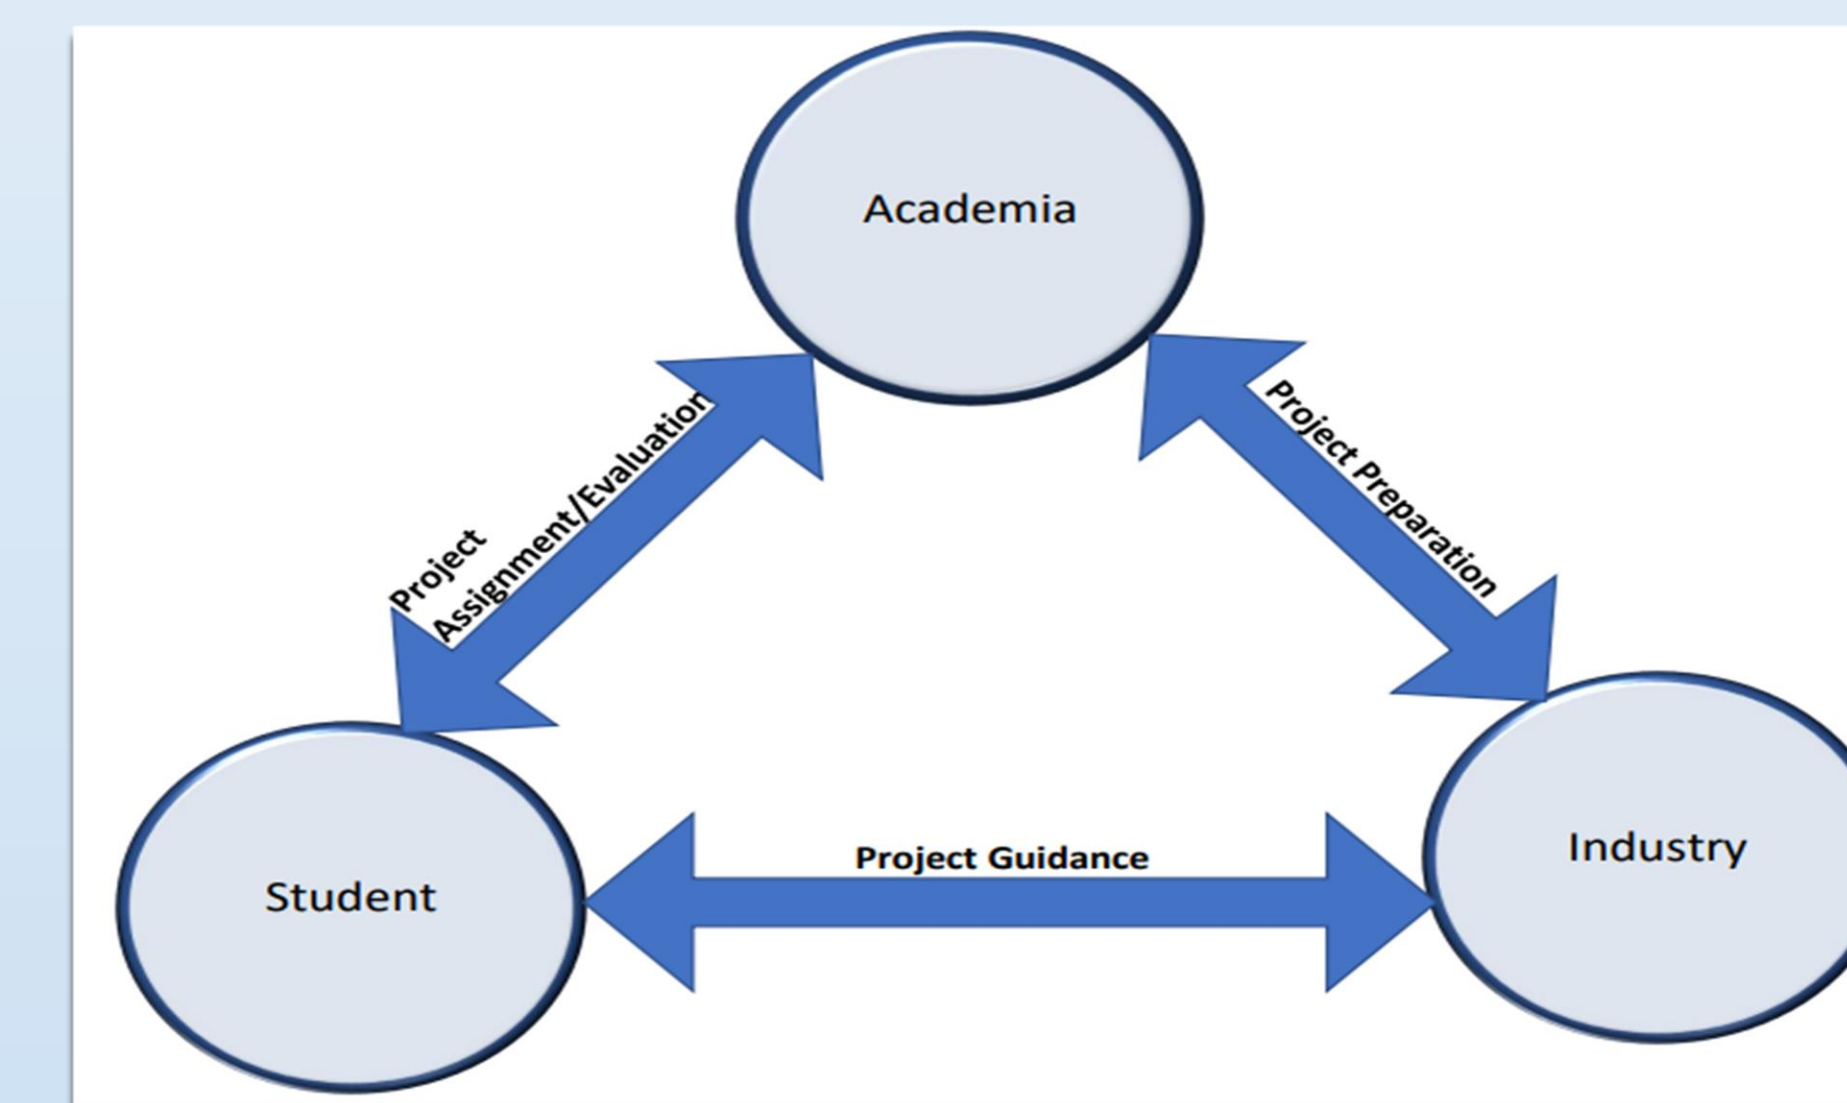 Academia
Project
Assignment/Evaluation
Project Preparation
Project Guidance
Student
Industry